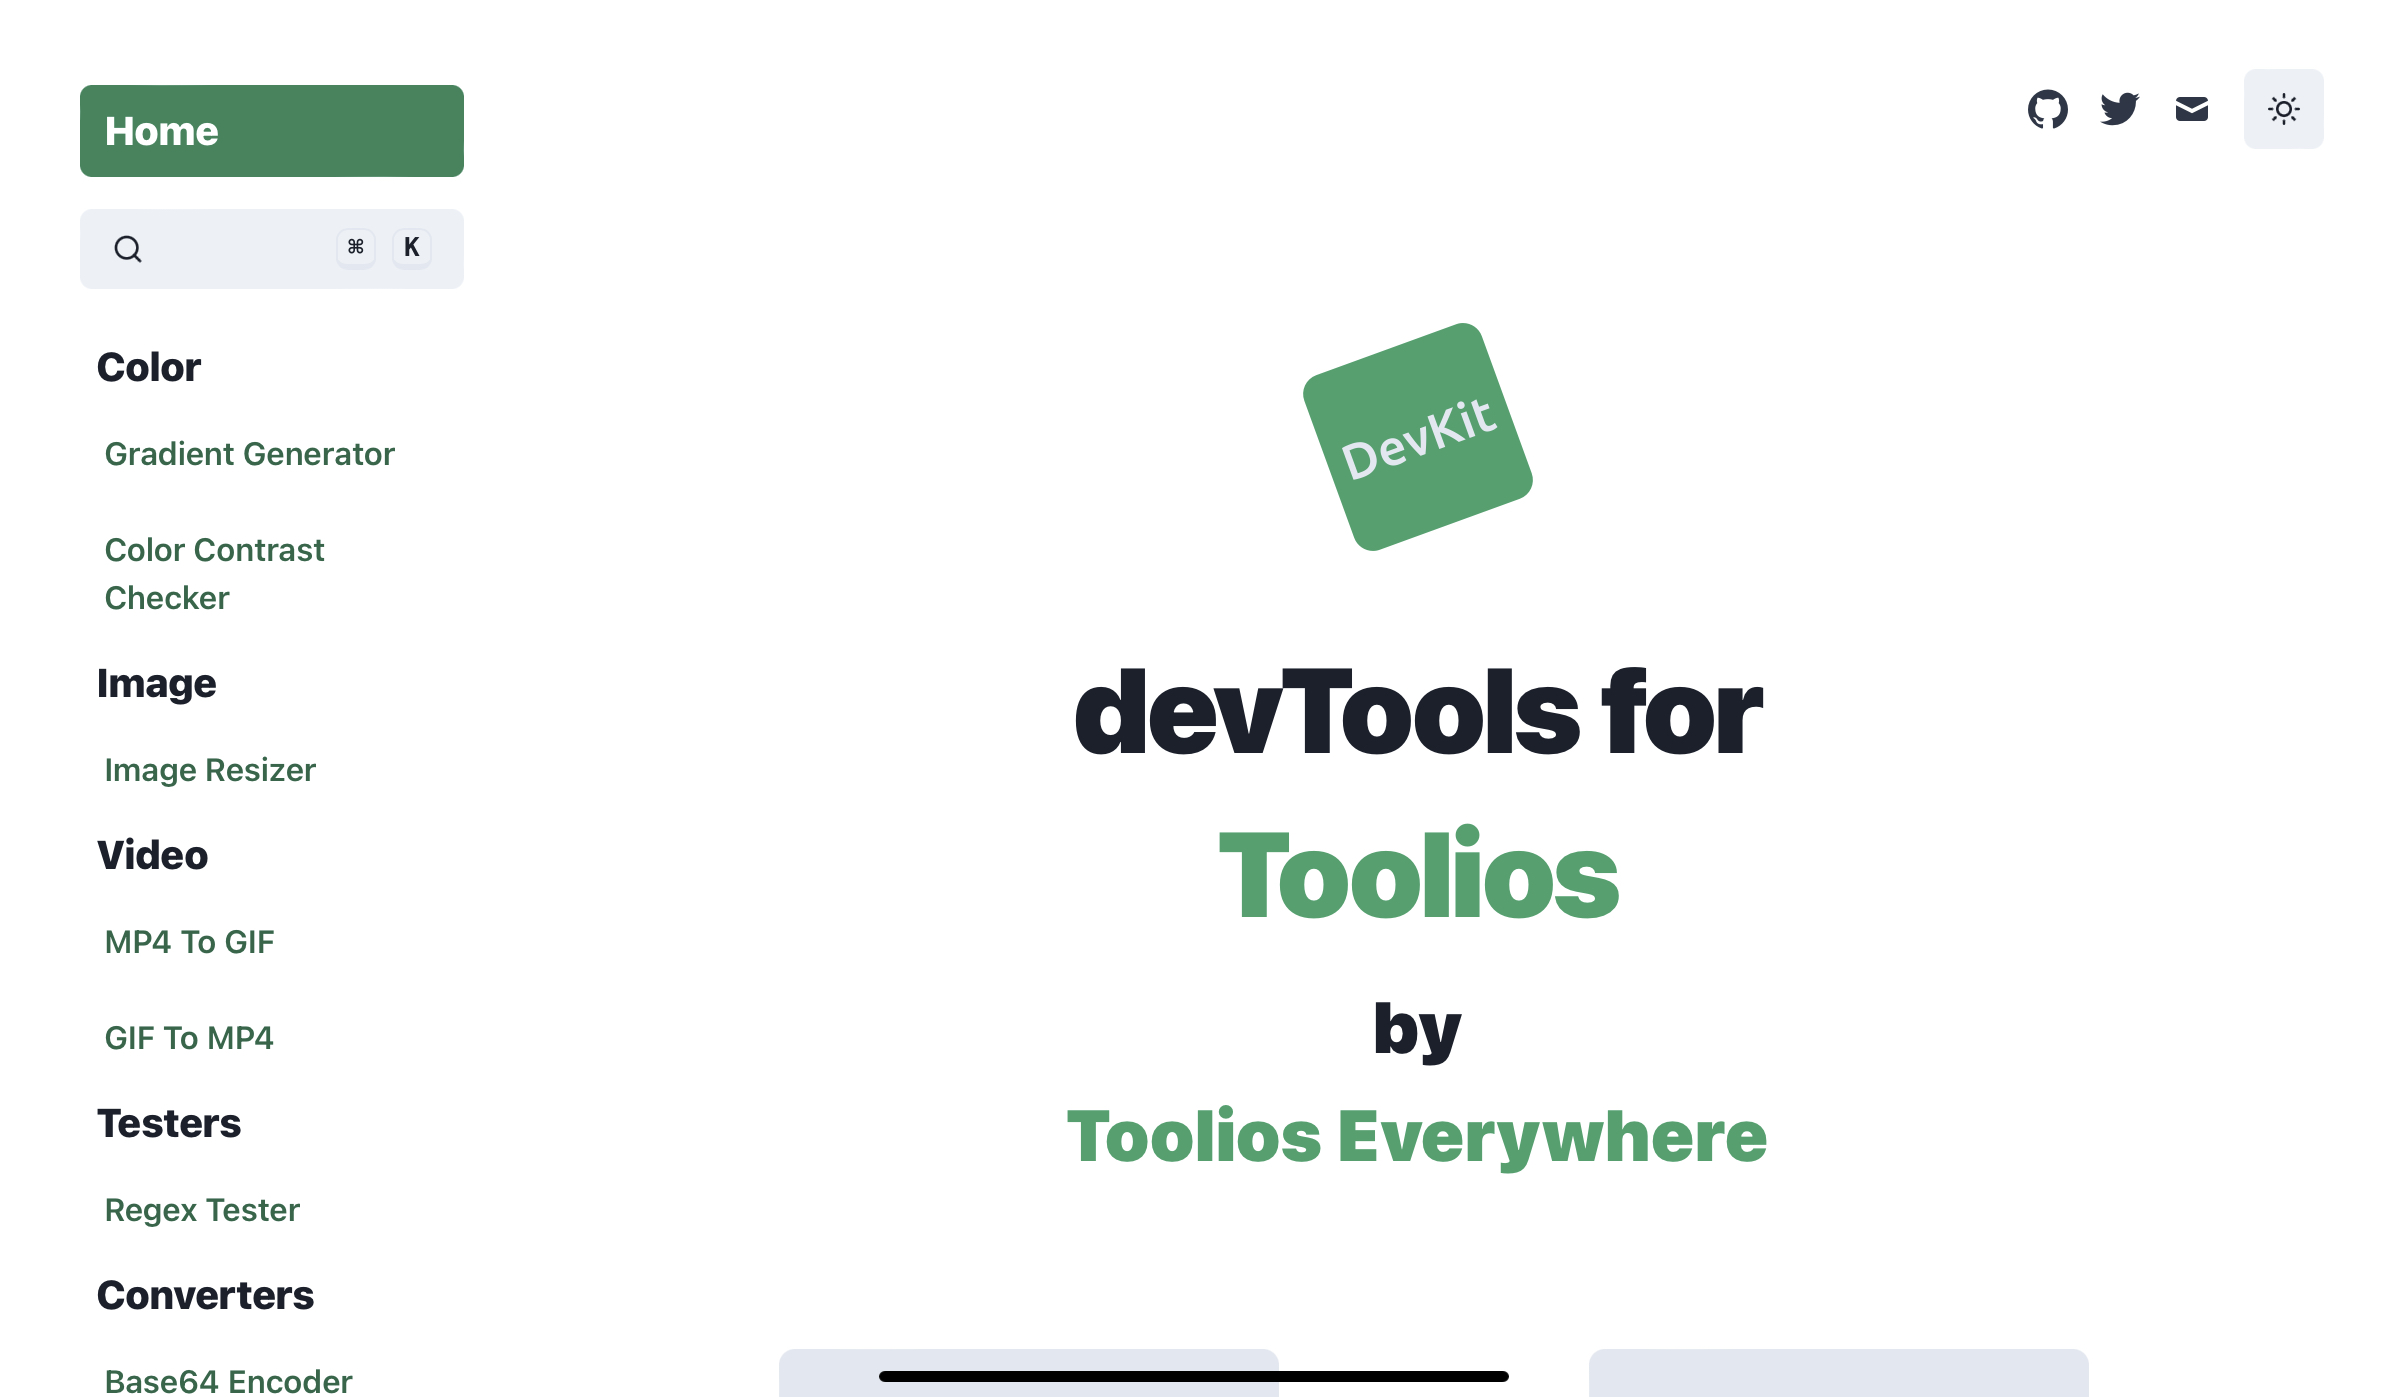 Home
⌘ K
Color
Gradient Generator
Color Contrast
Checker
Image
Image Resizer
Video
MP4 To GIF
GIF To MP4
Testers
Regex Tester
Converters
Base64 Encoder
DevKit
devTools for
Toolios
by
Toolios Everywhere